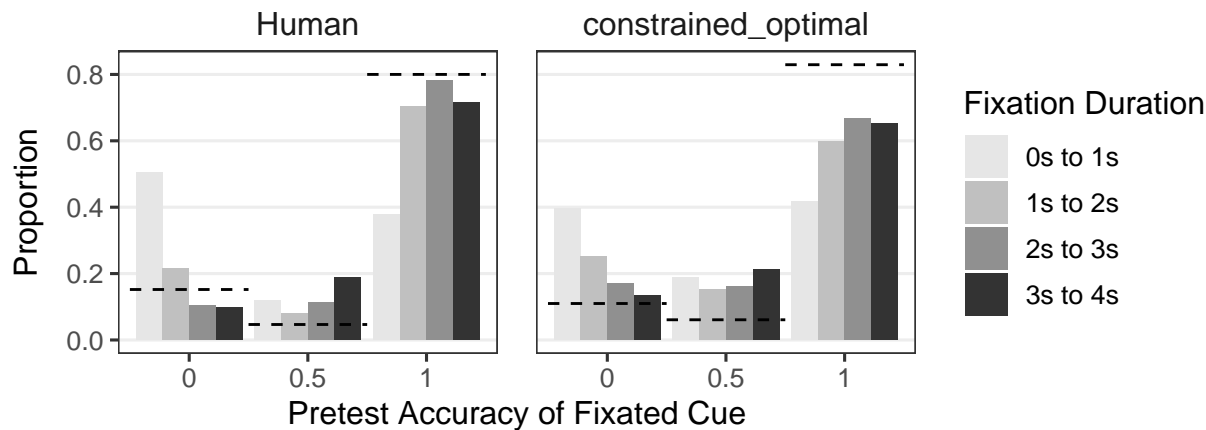 Human
constrained_optimal
Proportion
0.8
0.6
0.4
0.2
0.0
0
0.5
1
0
0.5
1
Pretest Accuracy of Fixated Cue
Fixation Duration
0s to 1s
1s to 2s
2s to 3s
3s to 4s